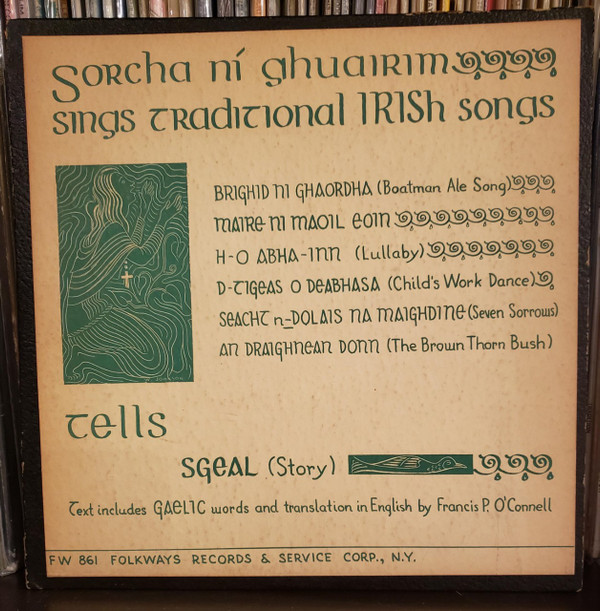 Sorcha ní ghuairim
sings traditional IRISh songs
BRIGHID NI GHAORDHA (Boatman Ale Song)
MAIRE NI MAOIL EOIN
H-O ABHA-INN (Lullaby)
D-TIGEAS O DEABHASA (Child's Work Dance)
SEACHT n-DOLAIS NA MAIGHDINE (Seven Sorrows)
AN DRAIGHNEAN DONN (The Brown Thorn Bush)
tells
SGEAL (Story)
Text includes GAELIC words and translation in English by Francis P. O'Connell
FW 861 FOLKWAYS RECORDS & SERVICE CORP., N.Y.